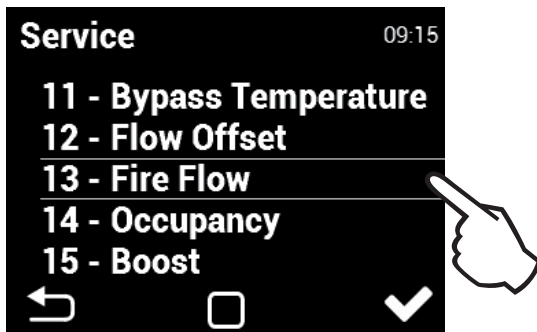 Service 09:15
11 - Bypass Temperature
12 - Flow Offset
13 - Fire Flow
14 - Occupancy
15 - Boost